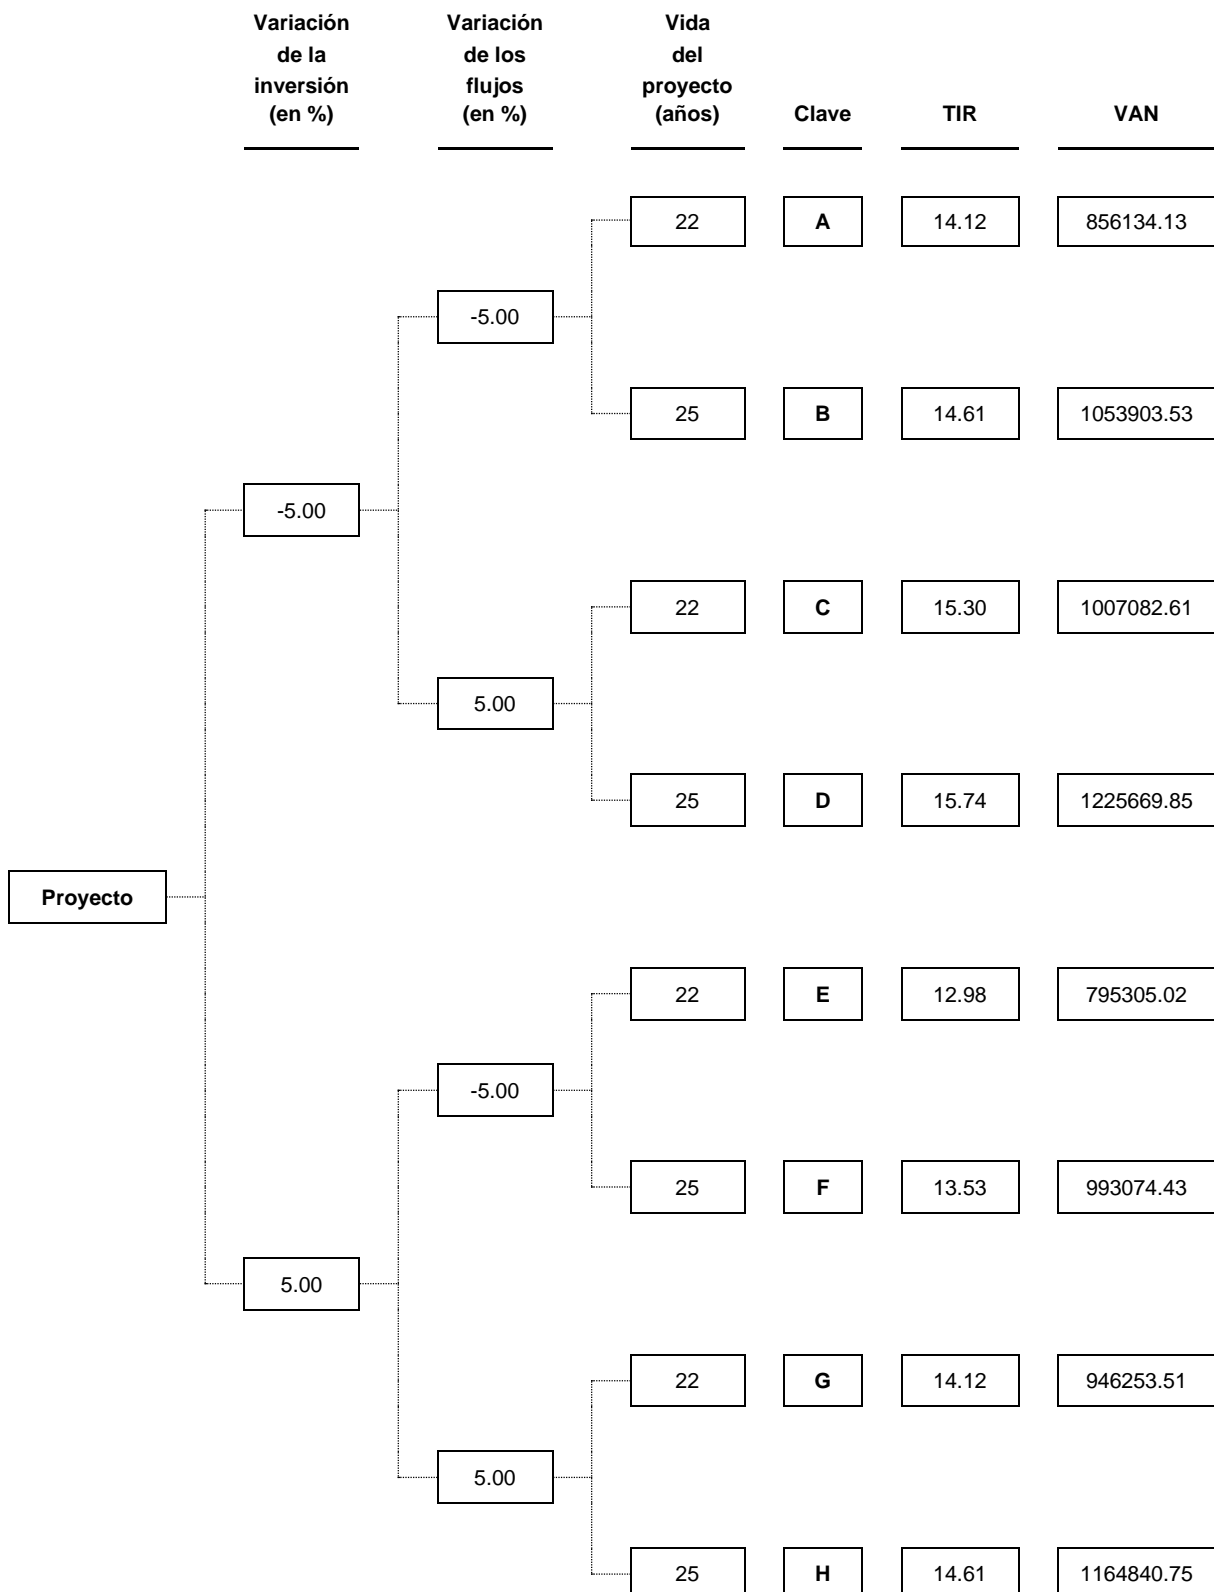 Variación
de la
inversión
(en %)
Variación
de los
flujos
(en %)
Vida
del
proyecto
(años)
Clave
TIR
VAN
22 A 14.12 856134.13
-5.00
25 B 14.61 1053903.53
-5.00
22 C 15.30 1007082.61
5.00
25 D 15.74 1225669.85
Proyecto
22 E 12.98 795305.02
-5.00
25 F 13.53 993074.43
5.00
22 G 14.12 946253.51
5.00
25 H 14.61 1164840.75